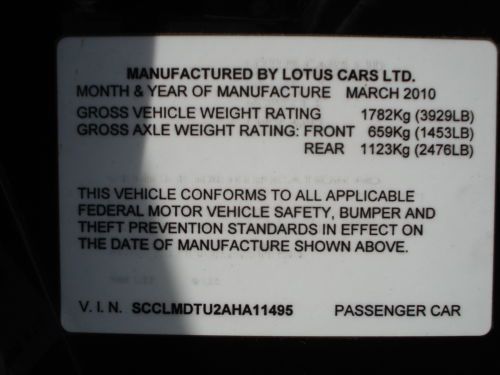 MANUFACTURED BY LOTUS CARS LTD.
MONTH & YEAR OF MANUFACTURE MARCH 2010
GROSS VEHICLE WEIGHT RATING 1782Kg (3929LB)
GROSS AXLE WEIGHT RATING: FRONT 659Kg (1453LB)
REAR 1123Kg (2476LB)
THIS VEHICLE CONFORMS TO ALL APPLICABLE
FEDERAL MOTOR VEHICLE SAFETY, BUMPER AND
THEFT PREVENTION STANDARDS IN EFFECT ON
THE DATE OF MANUFACTURE SHOWN ABOVE.
V. I. N. SCCLMDTU2AHA11495 PASSENGER CAR